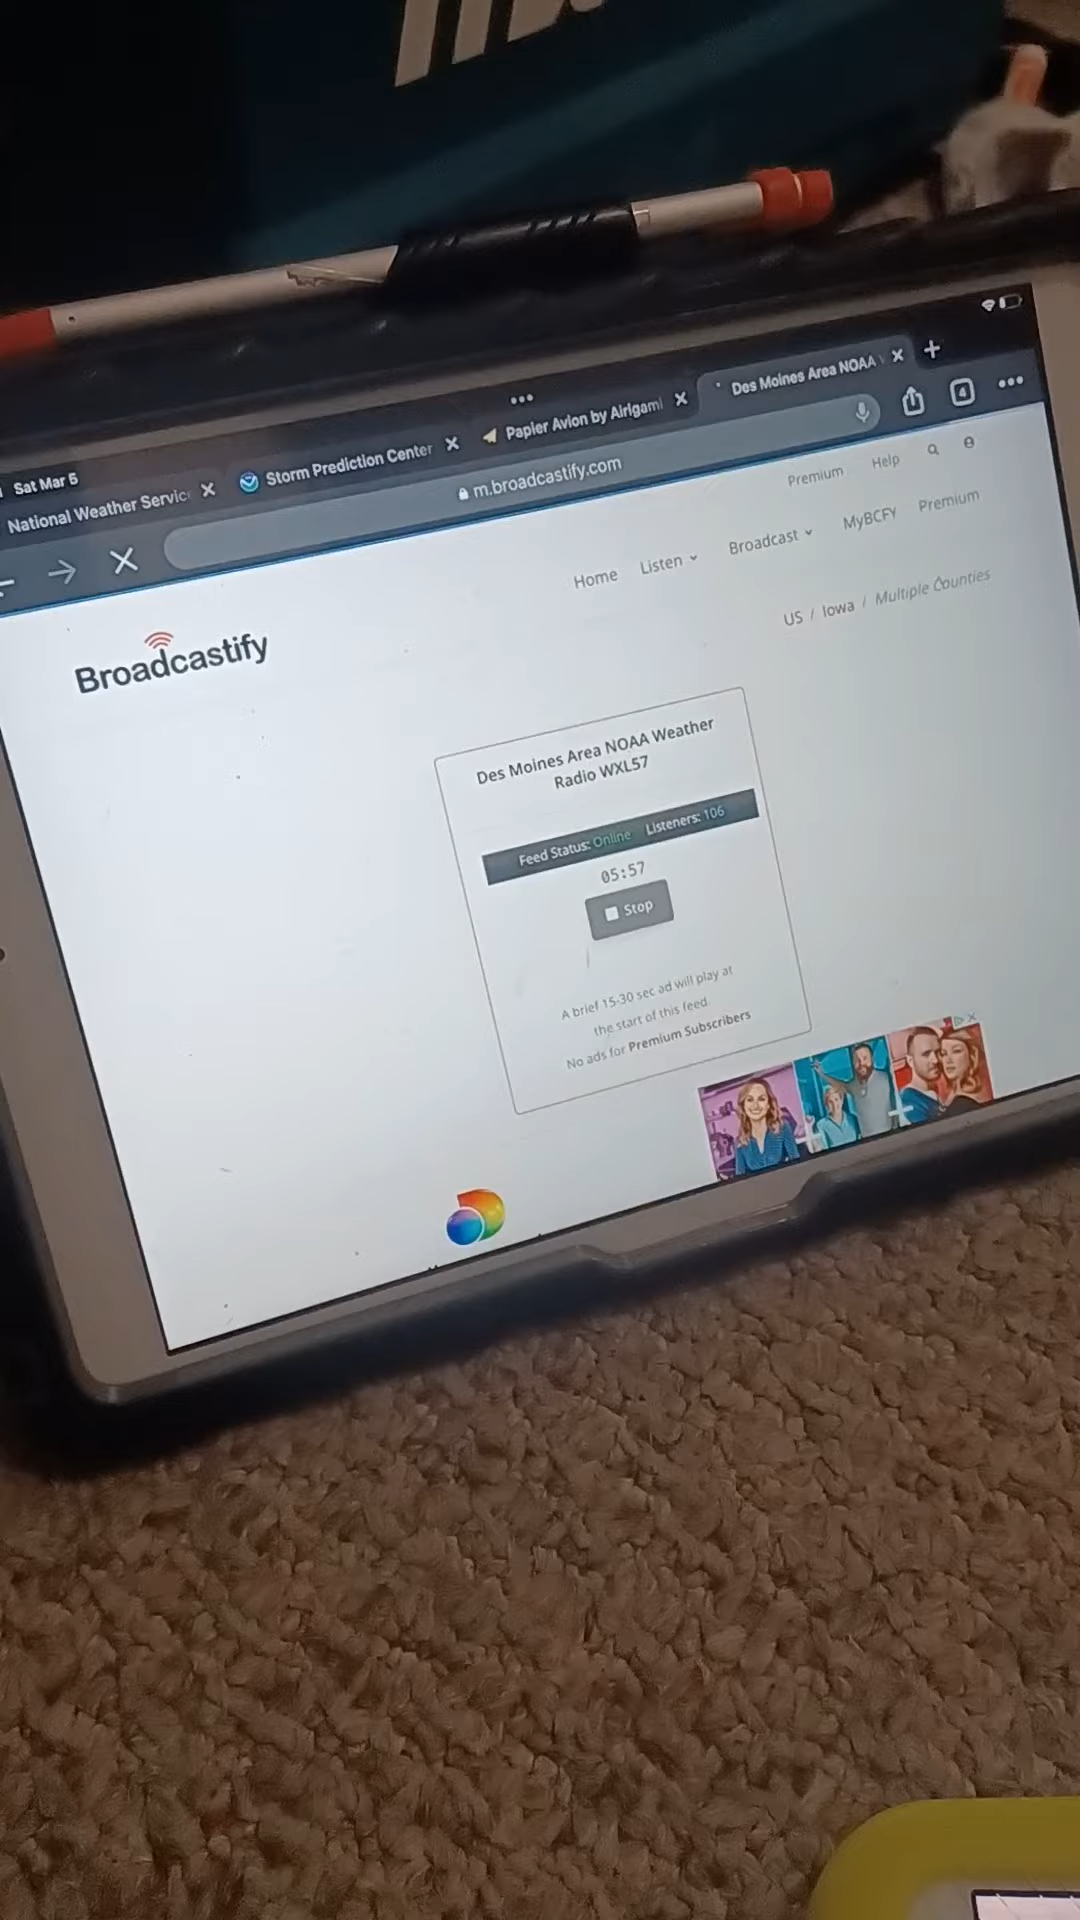 Sat Mar 5
National Weather Servic
Storm Prediction Center
Papier Avion by Airigami
Des Moines Area NOAA
4
m.broadcastify.com
Premium
Help
Home
Listen
Broadcast
MyBCFY
Premium
Broadcastify
US / Iowa / Multiple Counties
Des Moines Area NOAA Weather
Radio WXL57
Feed Status: Online Listeners: 106
05:57
Stop
A brief 15-30 sec ad will play at
the start of this feed.
No ads for Premium Subscribers